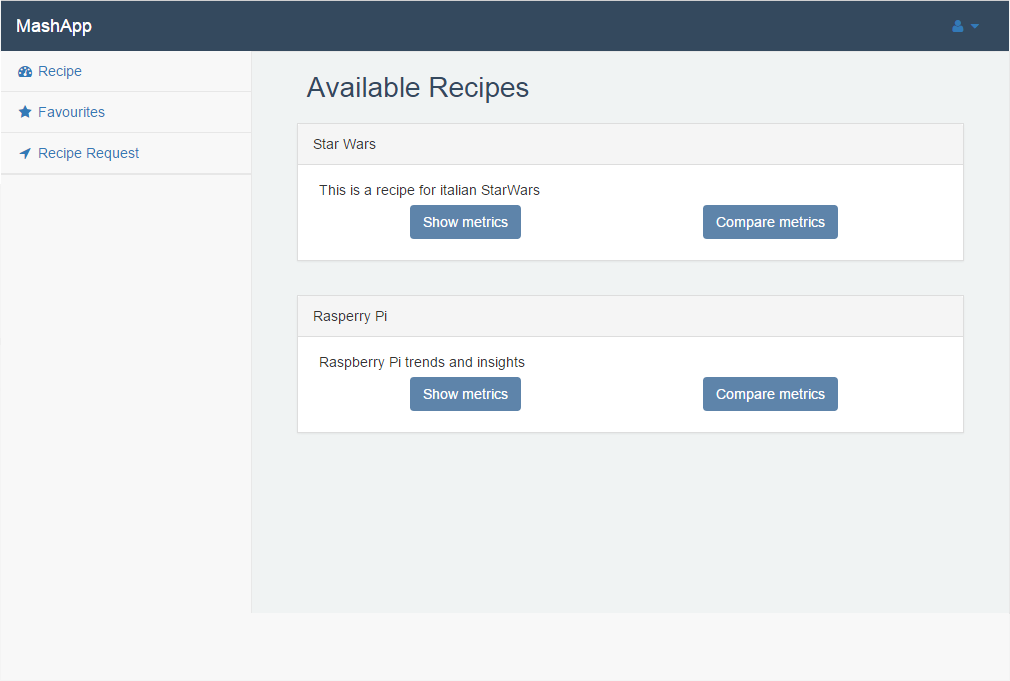 MashApp
Recipe
Favourites
Recipe Request
Available Recipes
Star Wars
This is a recipe for italian StarWars
Show metrics Compare metrics
Rasperry Pi
Raspberry Pi trends and insights
Show metrics Compare metrics